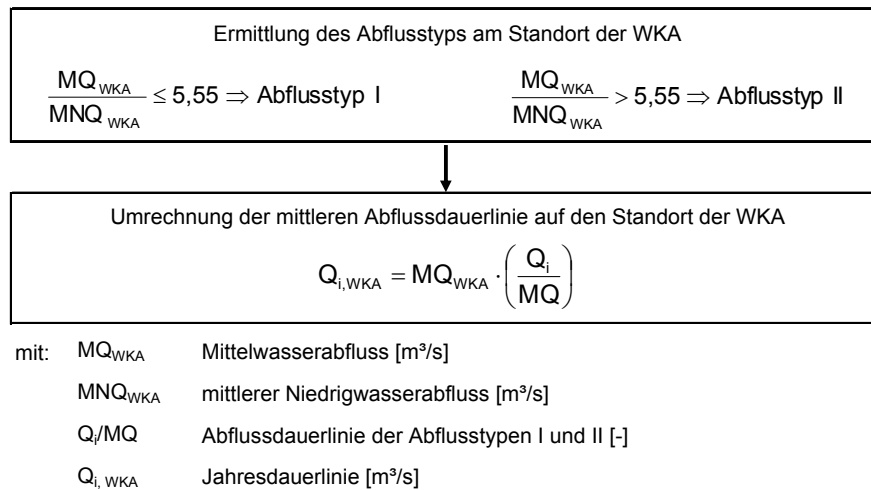 Ermittlung des Abflusstyps am Standort der WKA
MQ_WKA / MNQ_WKA ≤ 5,55 ⇒ Abflusstyp I
MQ_WKA / MNQ_WKA > 5,55 ⇒ Abflusstyp II
Umrechnung der mittleren Abflussdauerlinie auf den Standort der WKA
Q_i,WKA = MQ_WKA · (Q_i / MQ)
mit: MQ_WKA Mittelwasserabfluss [m³/s]
MNQ_WKA mittlerer Niedrigwasserabfluss [m³/s]
Q_i/MQ Abflussdauerlinie der Abflusstypen I und II [-]
Q_i, WKA Jahresdauerlinie [m³/s]